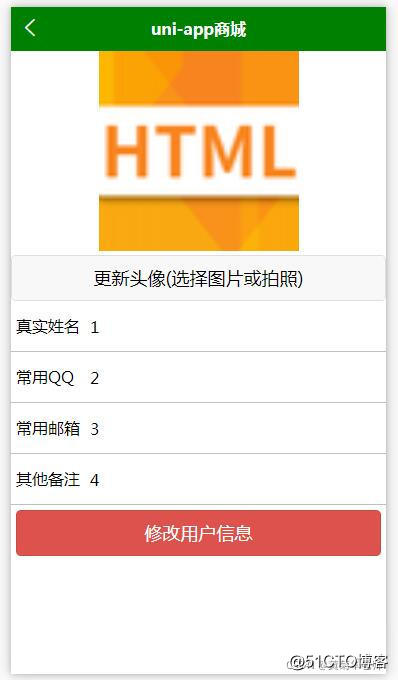 uni-app商城
HTML
更新头像(选择图片或拍照)
真实姓名 1
常用QQ 2
常用邮箱 3
其他备注 4
修改用户信息
@51CTO博客